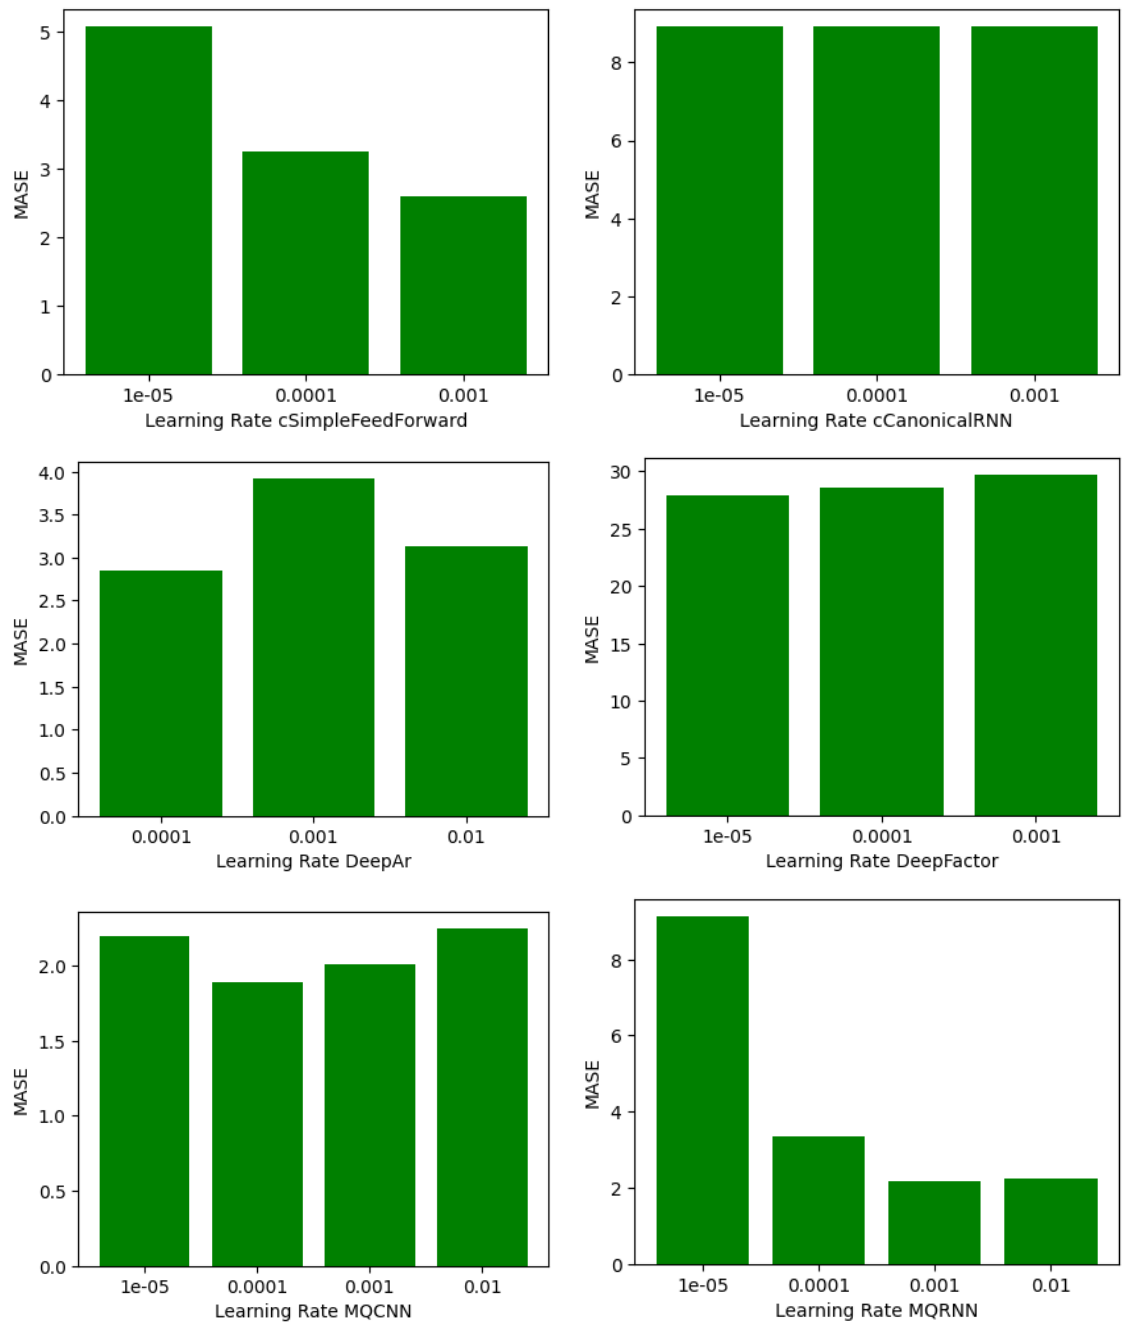 5
4
3
2
1
0
MASE
1e-05 0.0001 0.001
Learning Rate cSimpleFeedForward
8
6
4
2
0
MASE
1e-05 0.0001 0.001
Learning Rate cCanonicalRNN
4.0
3.5
3.0
2.5
2.0
1.5
1.0
0.5
0.0
MASE
0.0001 0.001 0.01
Learning Rate DeepAr
30
25
20
15
10
5
0
MASE
1e-05 0.0001 0.001
Learning Rate DeepFactor
2.0
1.5
1.0
0.5
0.0
MASE
1e-05 0.0001 0.001 0.01
Learning Rate MQCNN
8
6
4
2
0
MASE
1e-05 0.0001 0.001 0.01
Learning Rate MQRNN